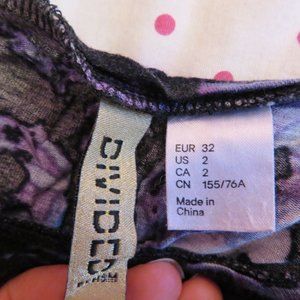 DIVIDED
H&M
EUR 32
US 2
CA 2
CN 155/76A
Made in
China